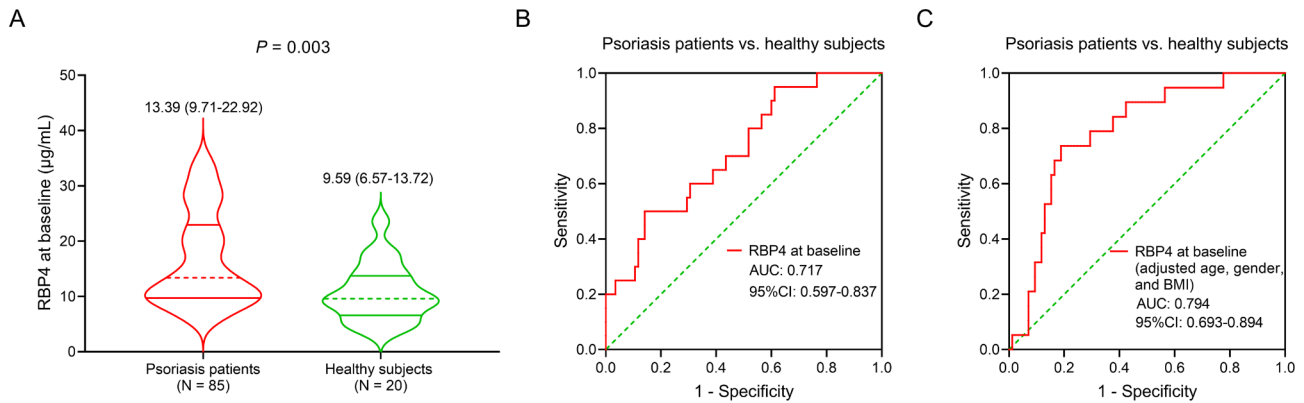 A
P = 0.003
RBP4 at baseline (μg/mL)
50
40
30
20
10
0
13.39 (9.71-22.92)
9.59 (6.57-13.72)
Psoriasis patients
(N = 85)
Healthy subjects
(N = 20)
B
Psoriasis patients vs. healthy subjects
Sensitivity
1.0
0.8
0.6
0.4
0.2
0.0
RBP4 at baseline
AUC: 0.717
95%CI: 0.597-0.837
0.0 0.2 0.4 0.6 0.8 1.0
1 - Specificity
C
Psoriasis patients vs. healthy subjects
Sensitivity
1.0
0.8
0.6
0.4
0.2
0.0
RBP4 at baseline
(adjusted age, gender,
and BMI)
AUC: 0.794
95%CI: 0.693-0.894
0.0 0.2 0.4 0.6 0.8 1.0
1 - Specificity